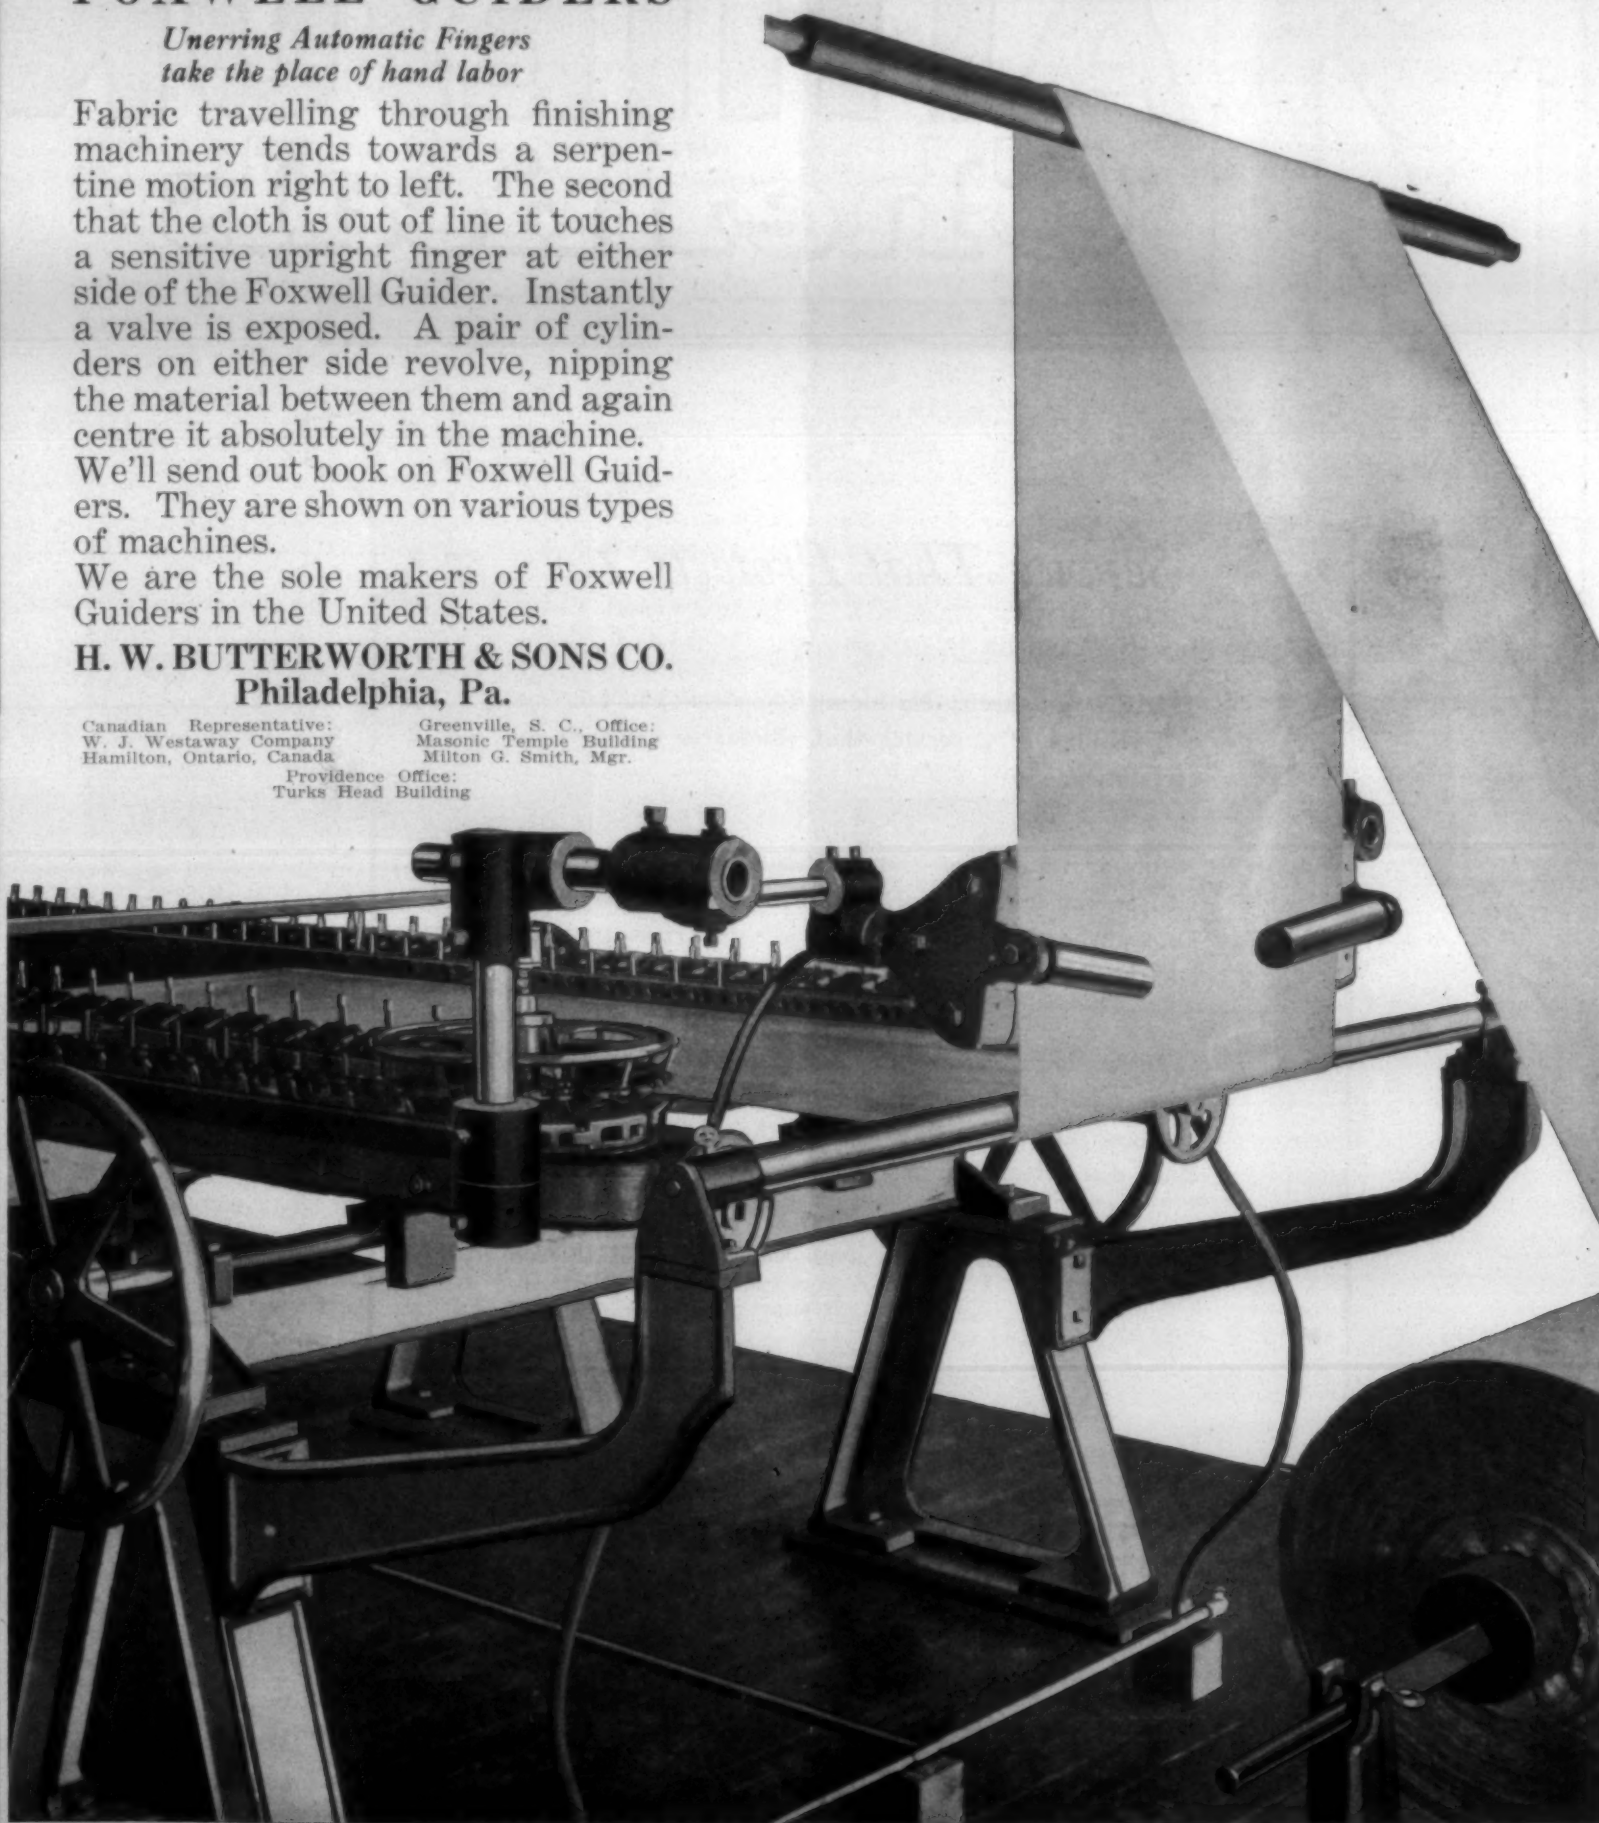 FOXWELL GUIDERS
Unerring Automatic Fingers
take the place of hand labor
Fabric travelling through finishing
machinery tends towards a serpen-
tine motion right to left. The second
that the cloth is out of line it touches
a sensitive upright finger at either
side of the Foxwell Guider. Instantly
a valve is exposed. A pair of cylin-
ders on either side revolve, nipping
the material between them and again
centre it absolutely in the machine.
We'll send out book on Foxwell Guid-
ers. They are shown on various types
of machines.
We are the sole makers of Foxwell
Guiders in the United States.
H. W. BUTTERWORTH & SONS CO.
Philadelphia, Pa.
Canadian Representative:
W. J. Westaway Company
Hamilton, Ontario, Canada
Greenville, S. C., Office:
Masonic Temple Building
Milton G. Smith, Mgr.
Providence Office:
Turks Head Building